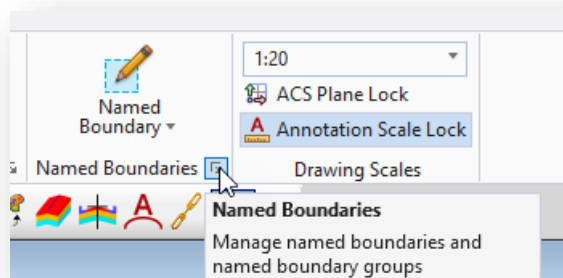 1:20
Named
Boundary
ACS Plane Lock
A Annotation Scale Lock
Named Boundaries
Drawing Scales
A
Named Boundaries
Manage named boundaries and
named boundary groups